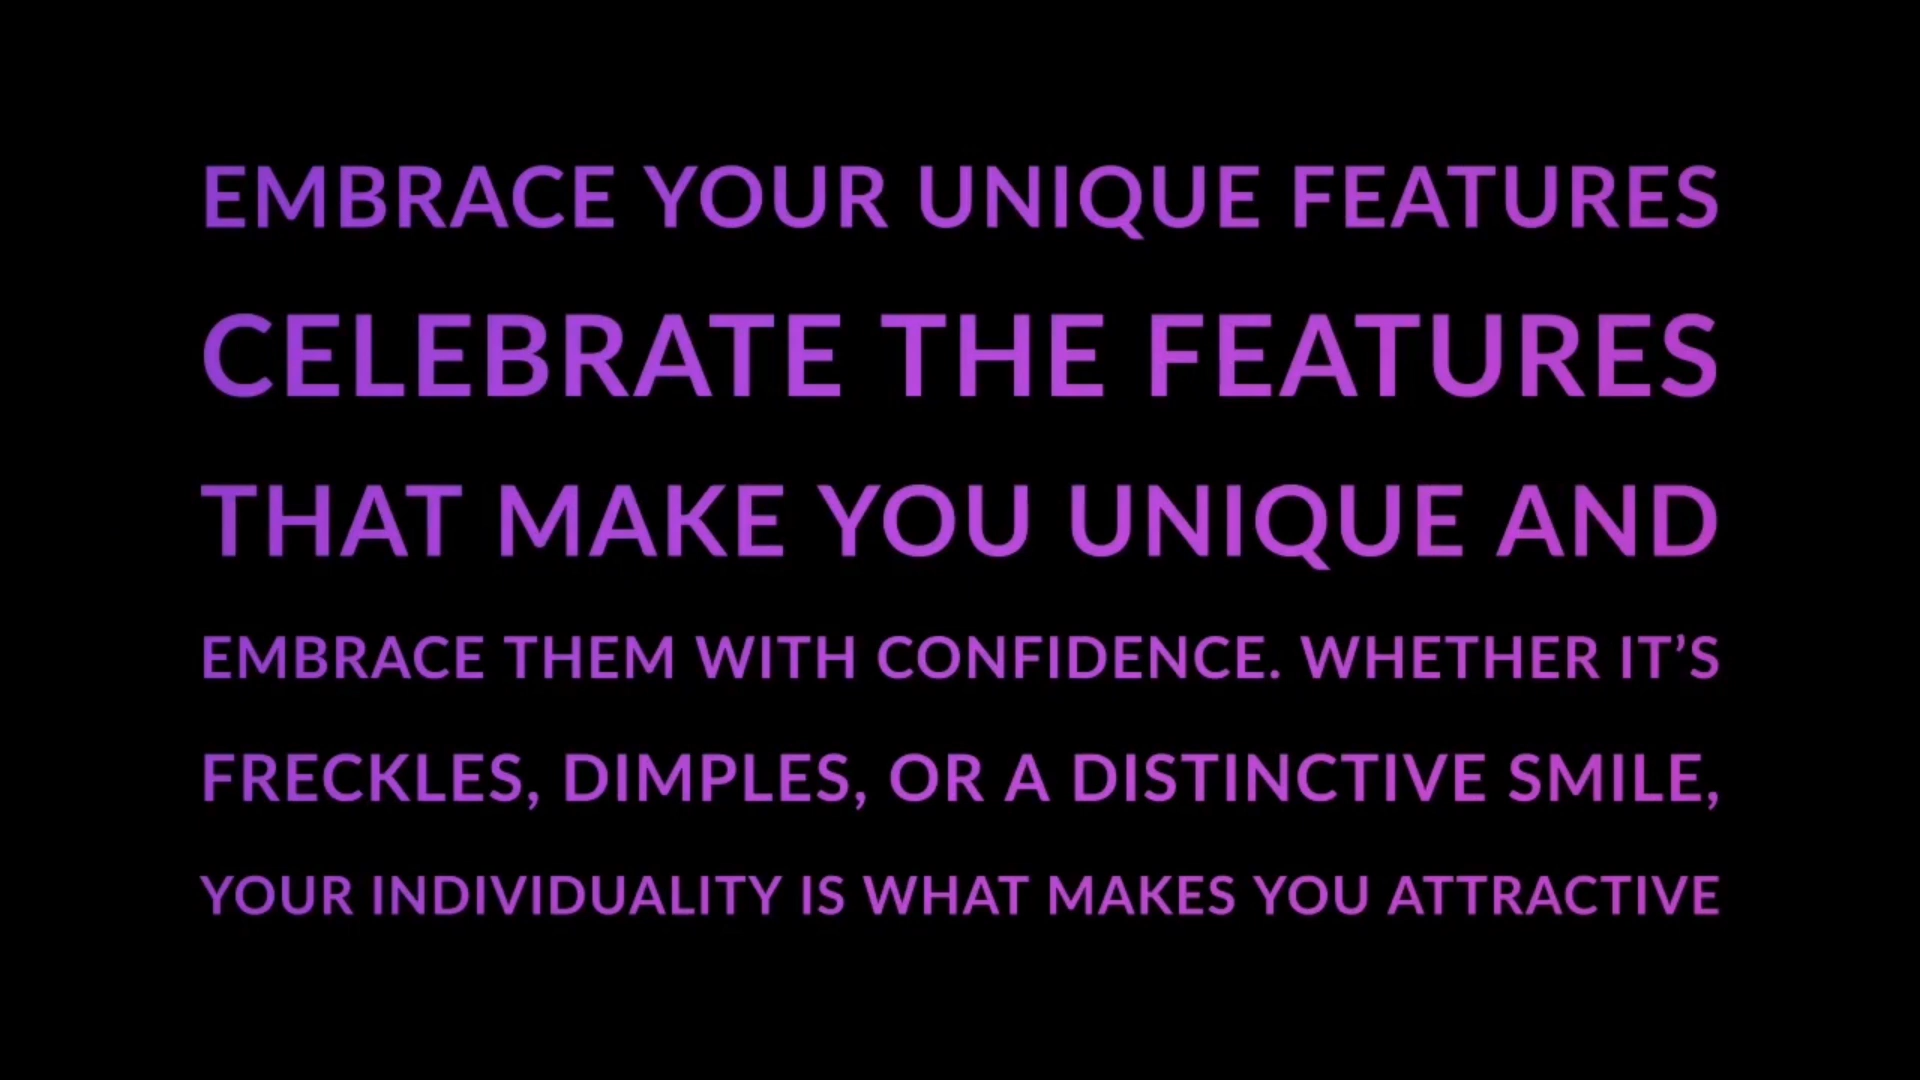 EMBRACE YOUR UNIQUE FEATURES
CELEBRATE THE FEATURES
THAT MAKE YOU UNIQUE AND
EMBRACE THEM WITH CONFIDENCE. WHETHER IT’S
FRECKLES, DIMPLES, OR A DISTINCTIVE SMILE,
YOUR INDIVIDUALITY IS WHAT MAKES YOU ATTRACTIVE